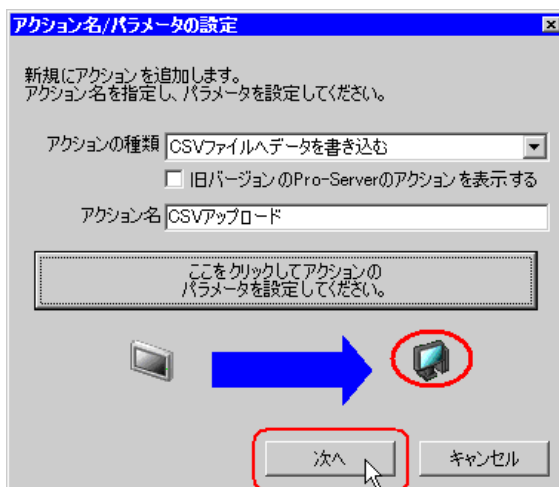 アクション名/パラメータの設定
新規にアクションを追加します。
アクション名を指定し、パラメータを設定してください。
アクションの種類 CSVファイルへデータを書き込む
旧バージョンのPro-Serverのアクションを表示する
アクション名 CSVアップロード
ここをクリックしてアクションの
パラメータを設定してください。
次へ キャンセル